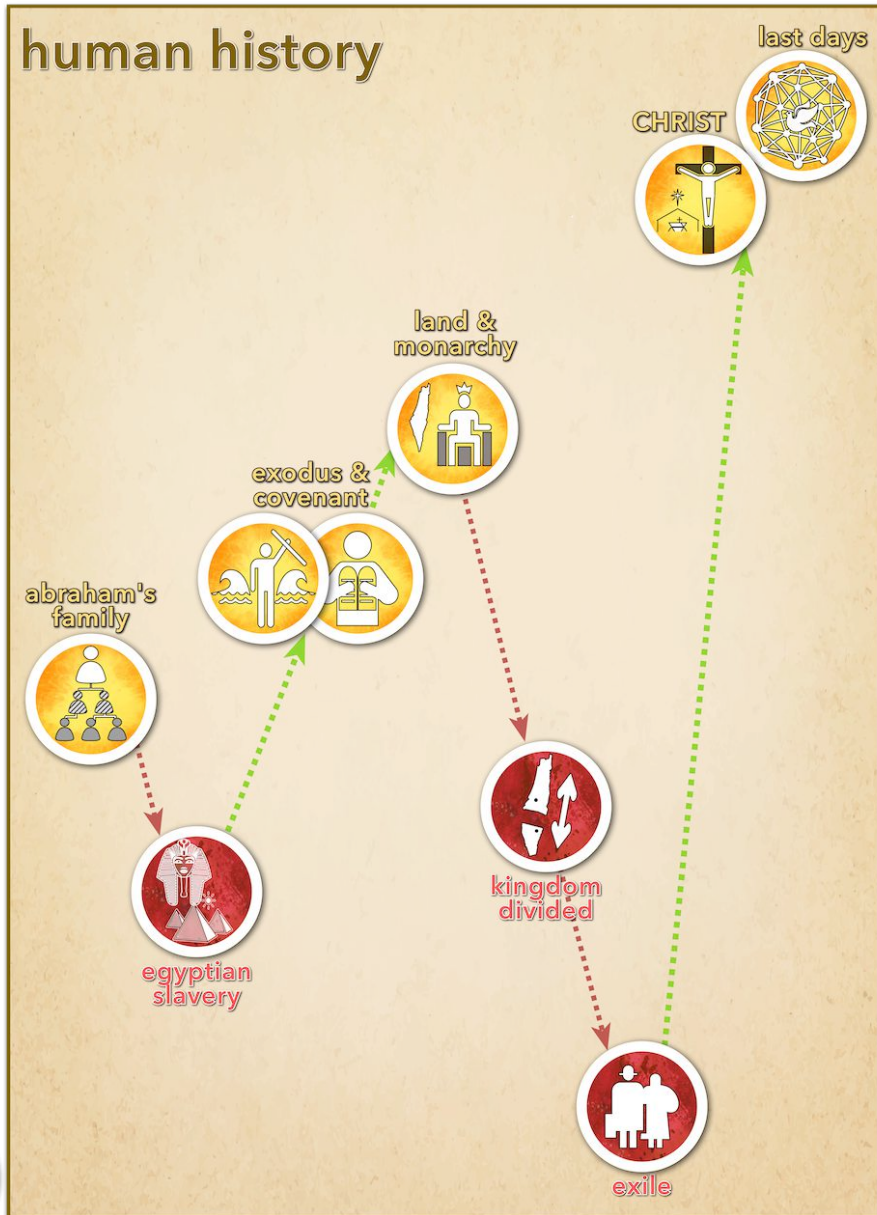 human history
last days
CHRIST
land &
monarchy
exodus &
covenant
abraham's
family
kingdom
divided
egyptian
slavery
exile